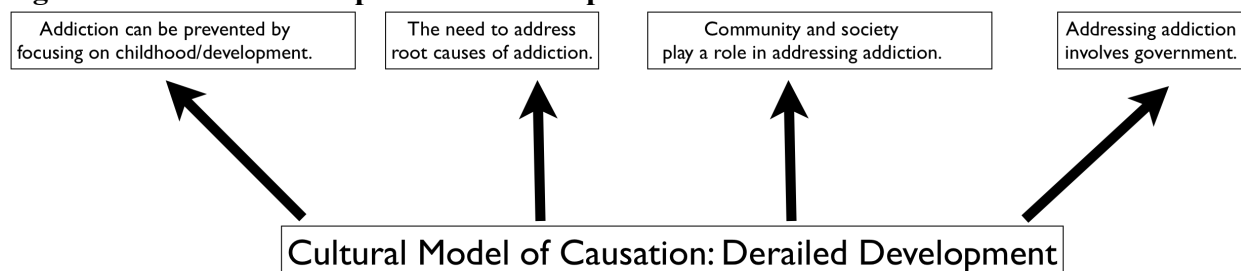 Addiction can be prevented by
focusing on childhood/development.
The need to address
root causes of addiction.
Community and society
play a role in addressing addiction.
Addressing addiction
involves government.
Cultural Model of Causation: Derailed Development